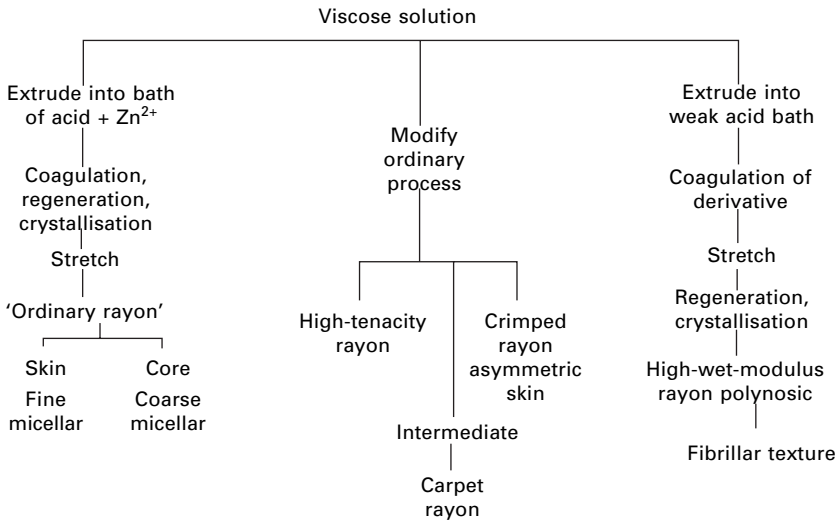 Viscose solution
Extrude into bath
of acid + Zn²⁺
Coagulation,
regeneration,
crystallisation
Stretch
'Ordinary rayon'
Skin
Fine
micellar
Core
Coarse
micellar
Modify
ordinary
process
High-tenacity
rayon
Intermediate
Carpet
rayon
Crimped
rayon
asymmetric
skin
Extrude into
weak acid bath
Coagulation of
derivative
Stretch
Regeneration,
crystallisation
High-wet-modulus
rayon polynosic
Fibrillar texture